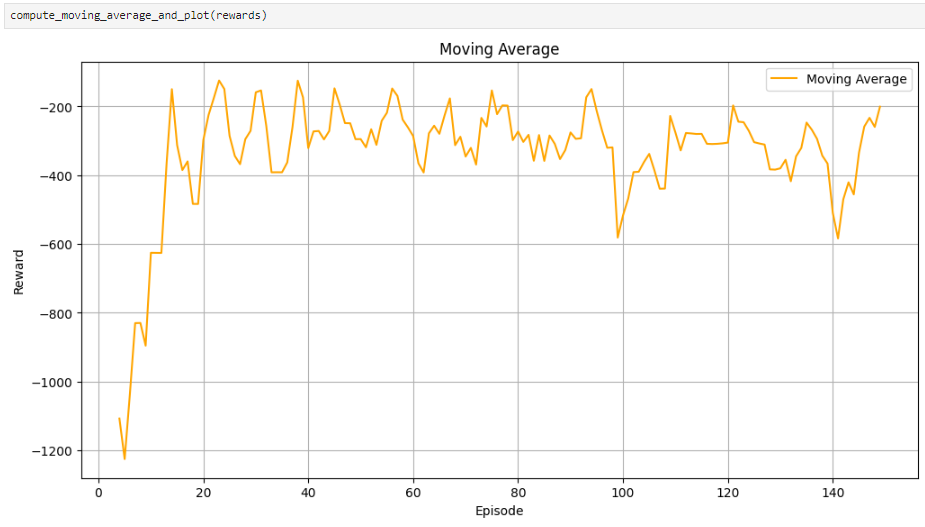 compute_moving_average_and_plot(rewards)
Moving Average
Moving Average
−200
−400
−600
−800
−1000
−1200
Reward
0 20 40 60 80 100 120 140
Episode